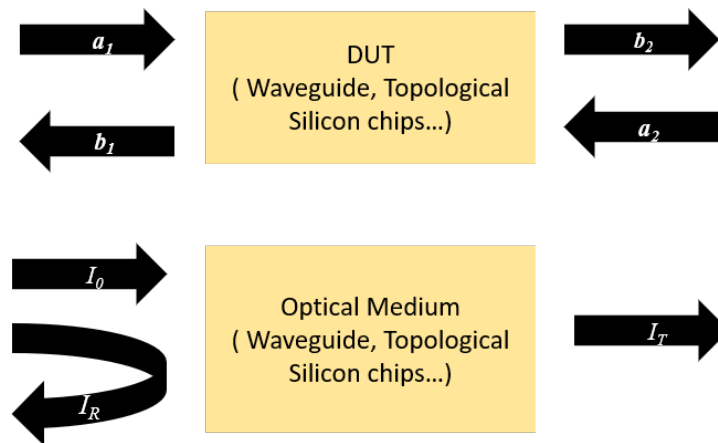 a1
DUT
b2
( Waveguide, Topological
Silicon chips...)
b1
a2
I0
Optical Medium
( Waveguide, Topological
Silicon chips...)
IT
IR